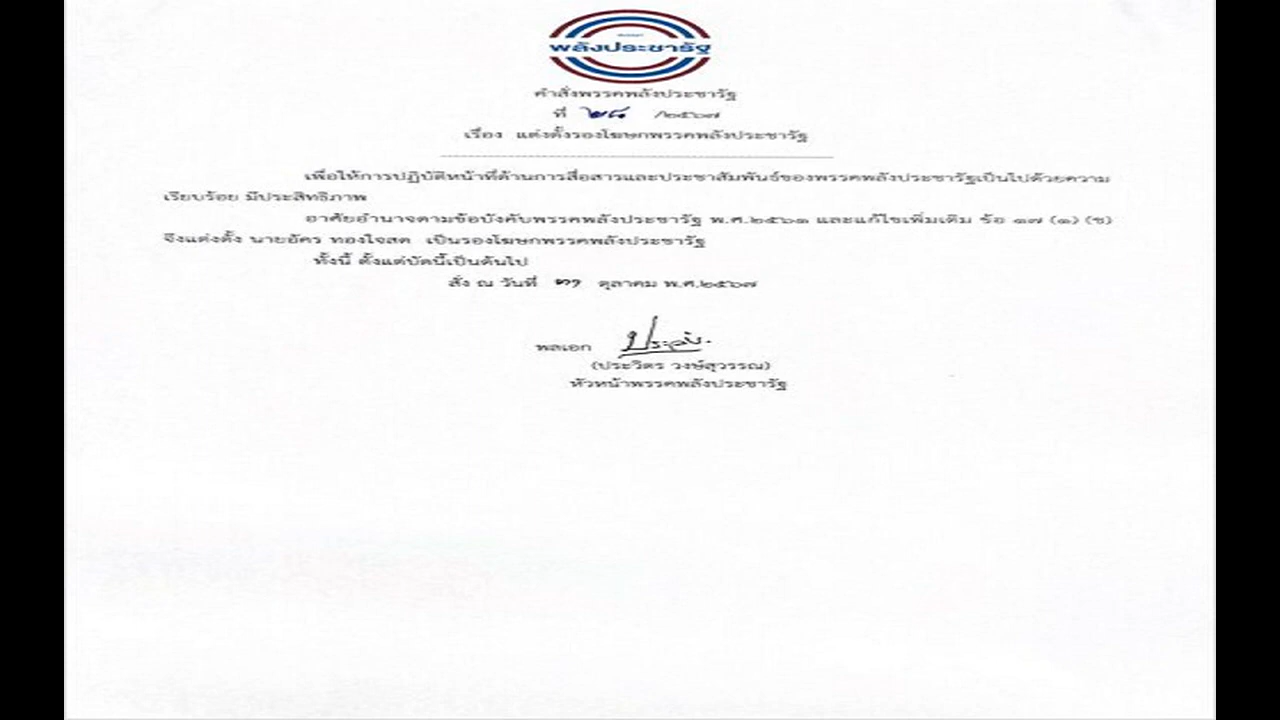 พลังประชารัฐ
คำสั่งพรรคพลังประชารัฐ
ที่ ๒๘ /๒๕๖๗
เรื่อง แต่งตั้งรองโฆษกพรรคพลังประชารัฐ
เพื่อให้การปฏิบัติหน้าที่ด้านการสื่อสารและประชาสัมพันธ์ของพรรคพลังประชารัฐเป็นไปด้วยความ
เรียบร้อย มีประสิทธิภาพ
อาศัยอำนาจตามข้อบังคับพรรคพลังประชารัฐ พ.ศ.๒๕๖๑ และแก้ไขเพิ่มเติม ข้อ ๑๗ (๑) (ช)
จึงแต่งตั้ง นายอัคร ทองใจสด เป็นรองโฆษกพรรคพลังประชารัฐ
ทั้งนี้ ตั้งแต่บัดนี้เป็นต้นไป
สั่ง ณ วันที่ ตุลาคม พ.ศ.๒๕๖๗
พลเอก
(ประวิตร วงษ์สุวรรณ)
หัวหน้าพรรคพลังประชารัฐ